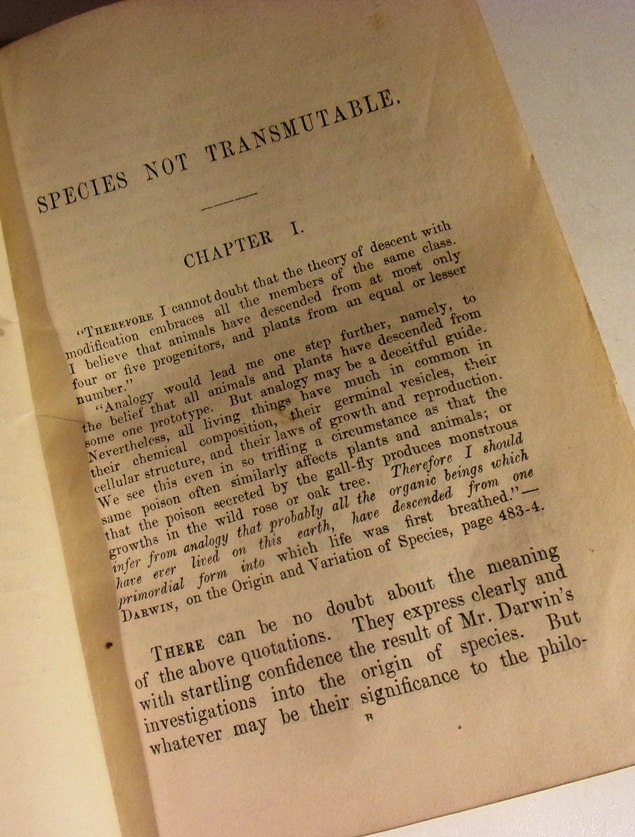 SPECIES NOT TRANSMUTABLE.
CHAPTER I.
"THEREFORE I cannot doubt that the theory of descent with
modification embraces all the members of the same class.
I believe that animals have descended from at most only
four or five progenitors, and plants from an equal or lesser
number."
"Analogy would lead me one step further, namely, to
the belief that all animals and plants have descended from
some one prototype. But analogy may be a deceitful guide.
Nevertheless, all living things have much in common in
their chemical composition, their germinal vesicles, their
cellular structure, and their laws of growth and reproduction.
We see this even in so trifling a circumstance as that the
same poison often similarly affects plants and animals; or
that the poison secreted by the gall-fly produces monstrous
growths in the wild rose or oak tree. Therefore I should
infer from analogy that probably all the organic beings which
have ever lived on this earth, have descended from one
primordial form into which life was first breathed."—
DARWIN, on the Origin and Variation of Species, page 483-4.
THERE can be no doubt about the meaning
of the above quotations. They express clearly and
with startling confidence the result of Mr. Darwin's
investigations into the origin of species. But
whatever may be their significance to the philo-
B